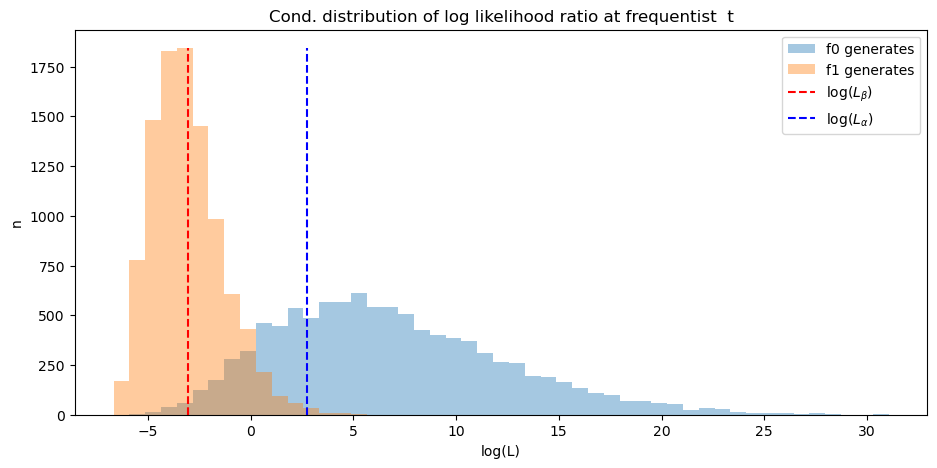 Cond. distribution of log likelihood ratio at frequentist  t
f0 generates
f1 generates
log(L_β)
log(L_α)
n
1750
1500
1250
1000
750
500
250
0
−5
0
5
10
15
20
25
30
log(L)